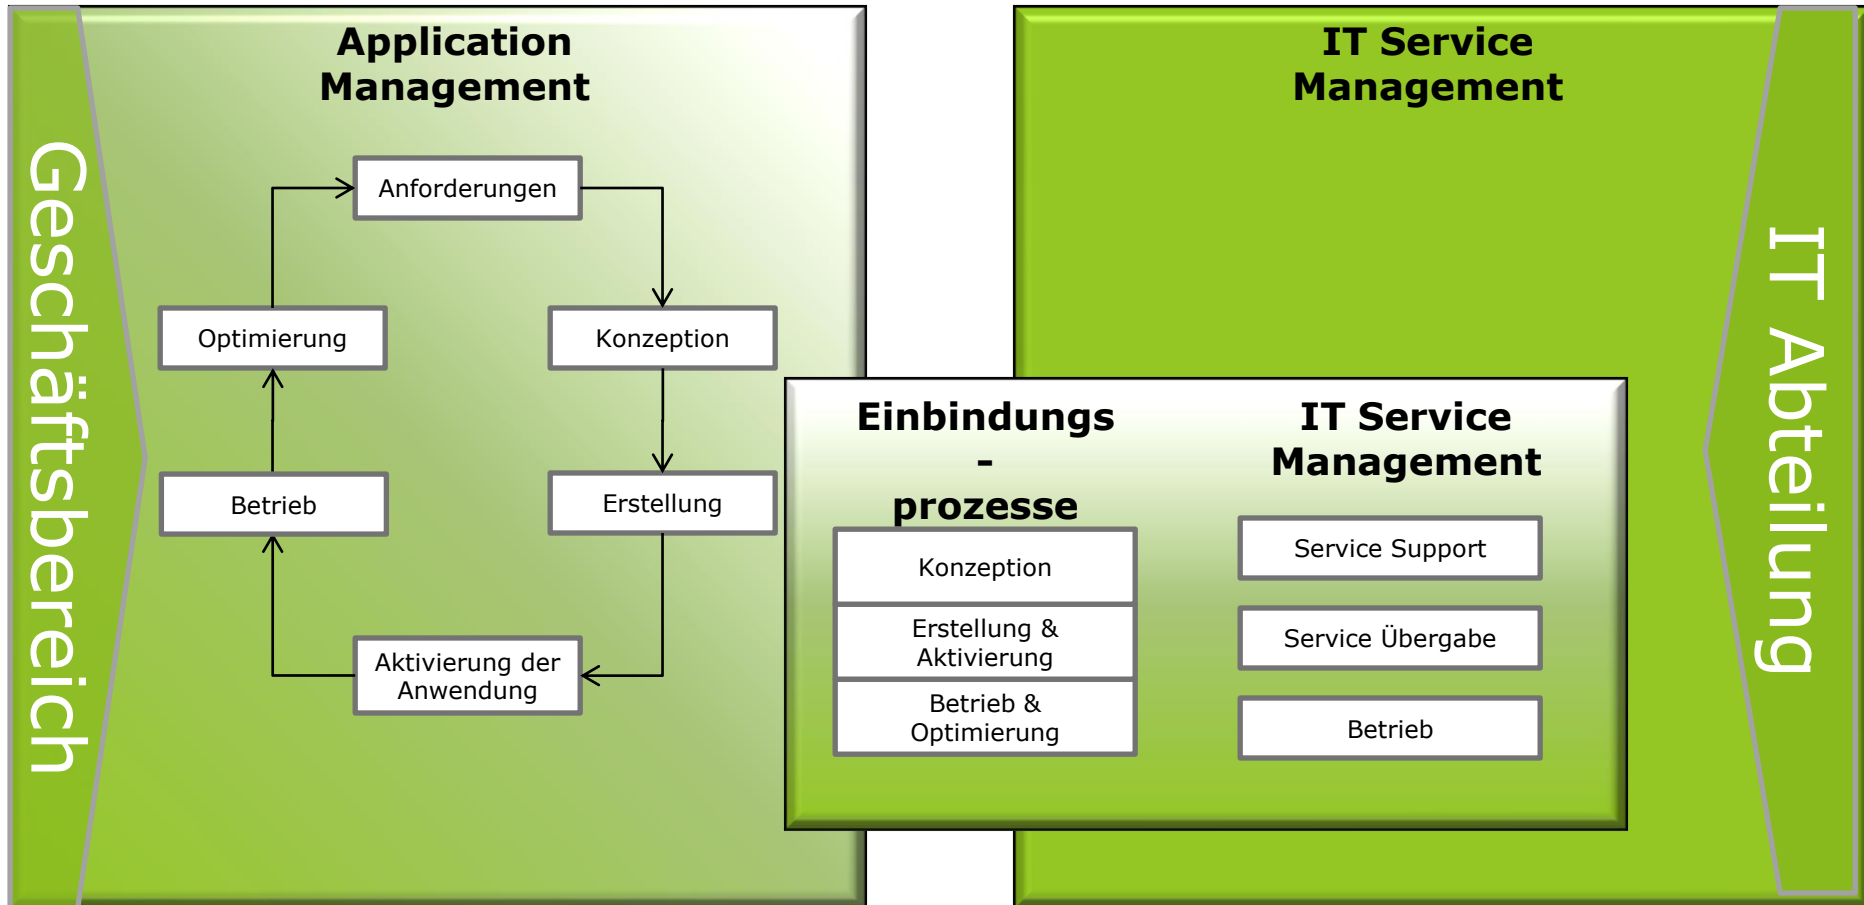 Geschäftsbereich
Application
Management
Anforderungen
Optimierung
Konzeption
Betrieb
Erstellung
Aktivierung der
Anwendung
IT Service
Management
Einbindungs
-
prozesse
Konzeption
Erstellung &
Aktivierung
Betrieb &
Optimierung
IT Service
Management
Service Support
Service Übergabe
Betrieb
IT Abteilung